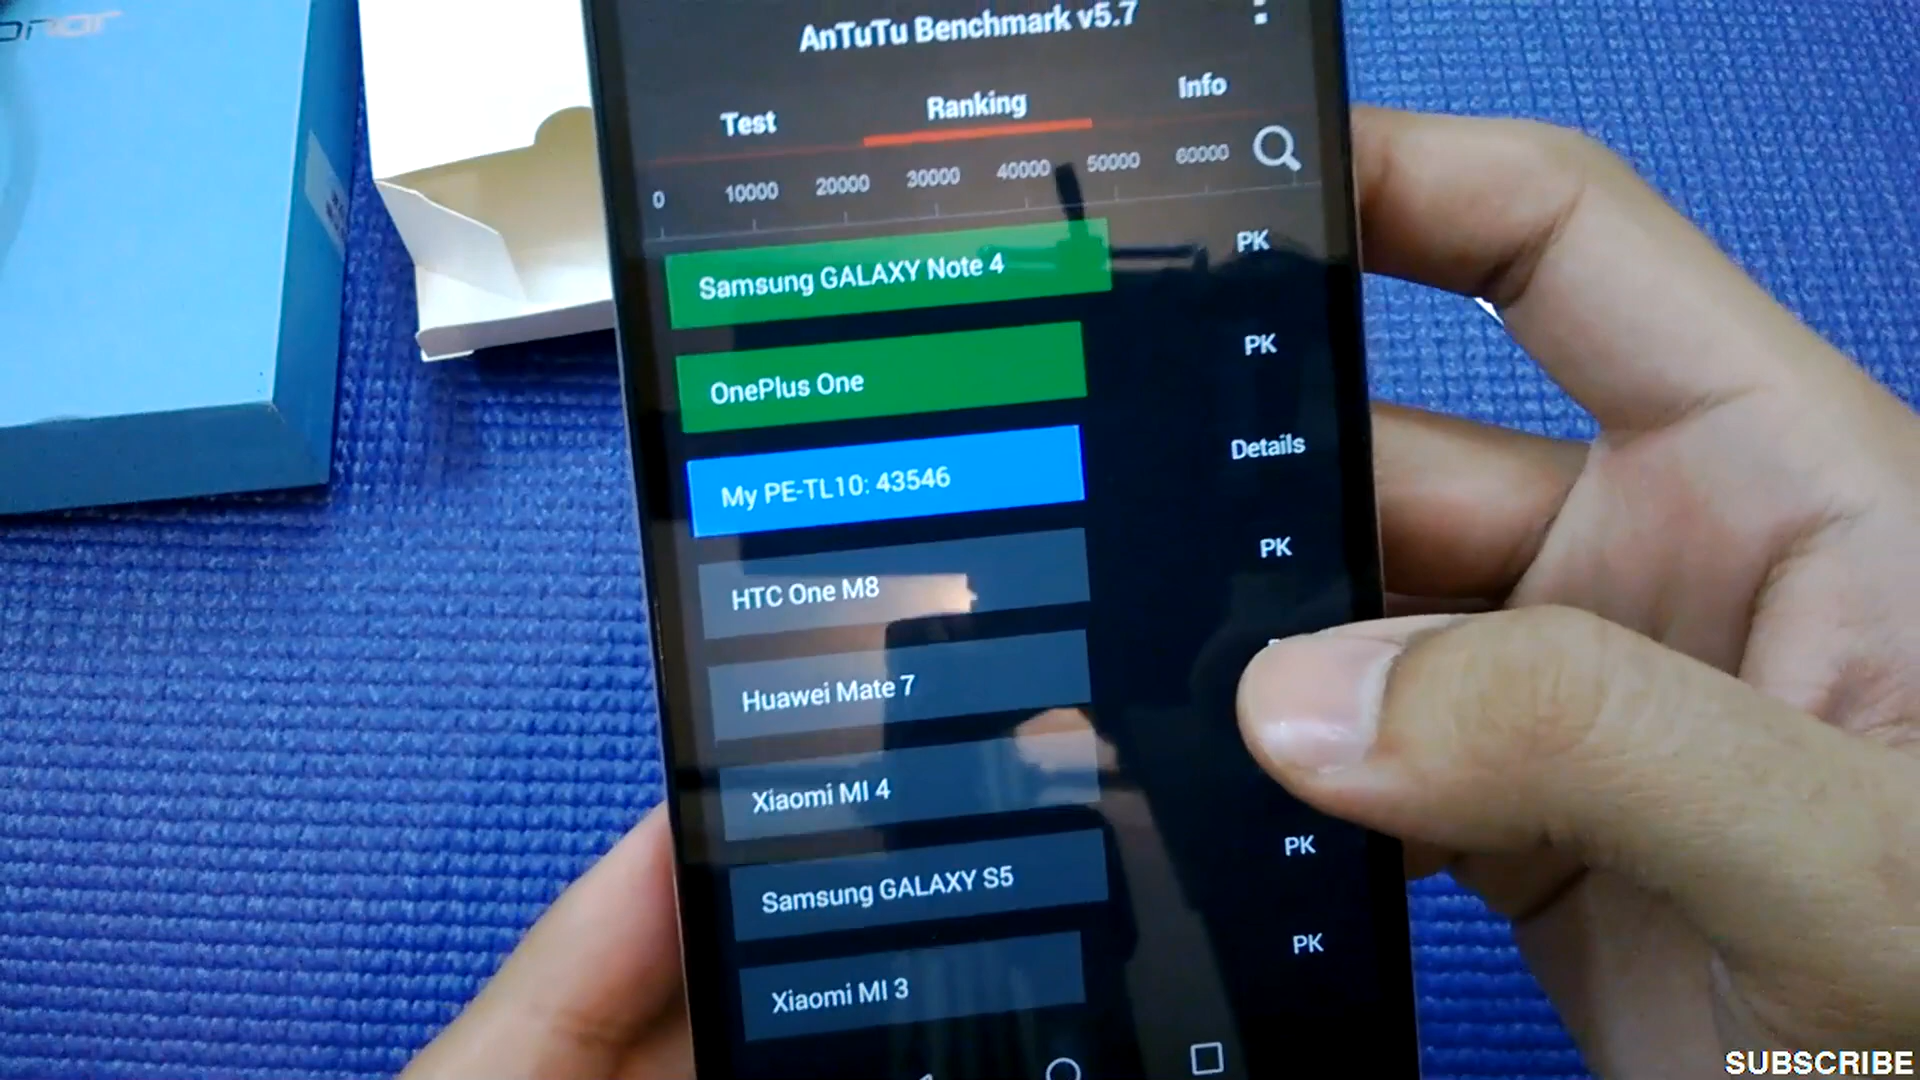 AnTuTu Benchmark v5.7
Test Ranking Info
0 10000 20000 30000 40000 50000 60000
Samsung GALAXY Note 4 PK
OnePlus One PK
My PE-TL10: 43546 Details
HTC One M8 PK
Huawei Mate 7
Xiaomi MI 4
Samsung GALAXY S5 PK
Xiaomi MI 3 PK
SUBSCRIBE